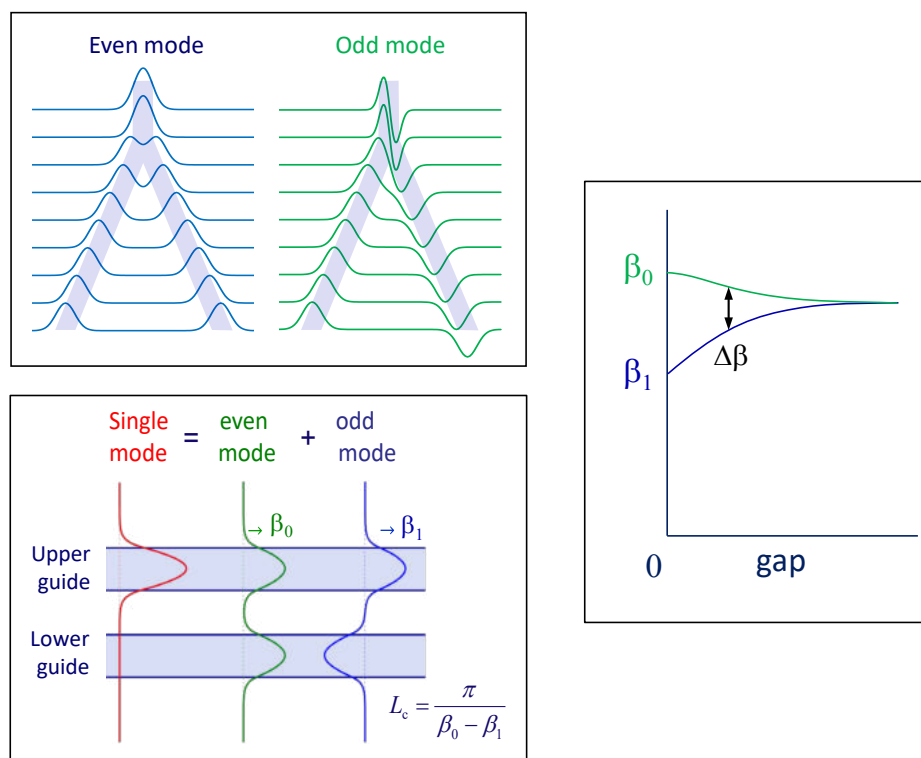 Even mode
Odd mode
Single mode = even mode + odd mode
→ β₀
→ β₁
Upper guide
Lower guide
L_c = π / (β₀ − β₁)
β₀
β₁
Δβ
0
gap